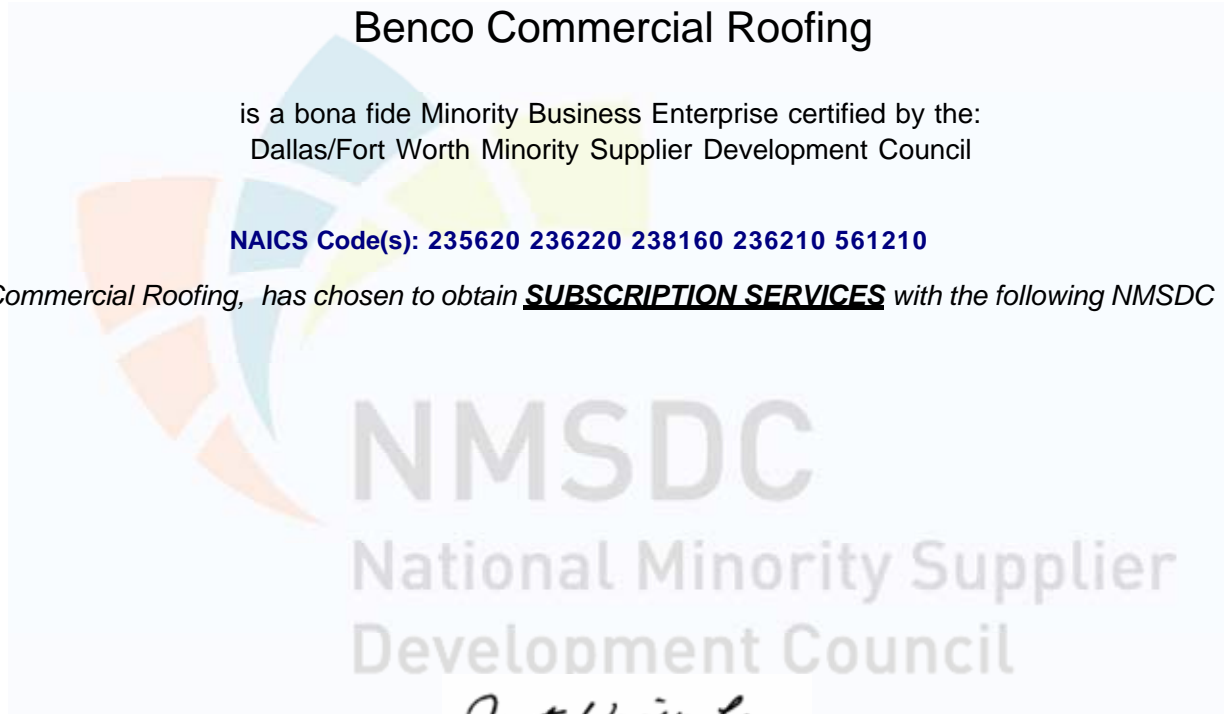 Benco Commercial Roofing
is a bona fide Minority Business Enterprise certified by the:
Dallas/Fort Worth Minority Supplier Development Council
NAICS Code(s): 235620 236220 238160 236210 561210
Commercial Roofing, has chosen to obtain SUBSCRIPTION SERVICES with the following NMSDC
NMSDC
National Minority Supplier
Development Council